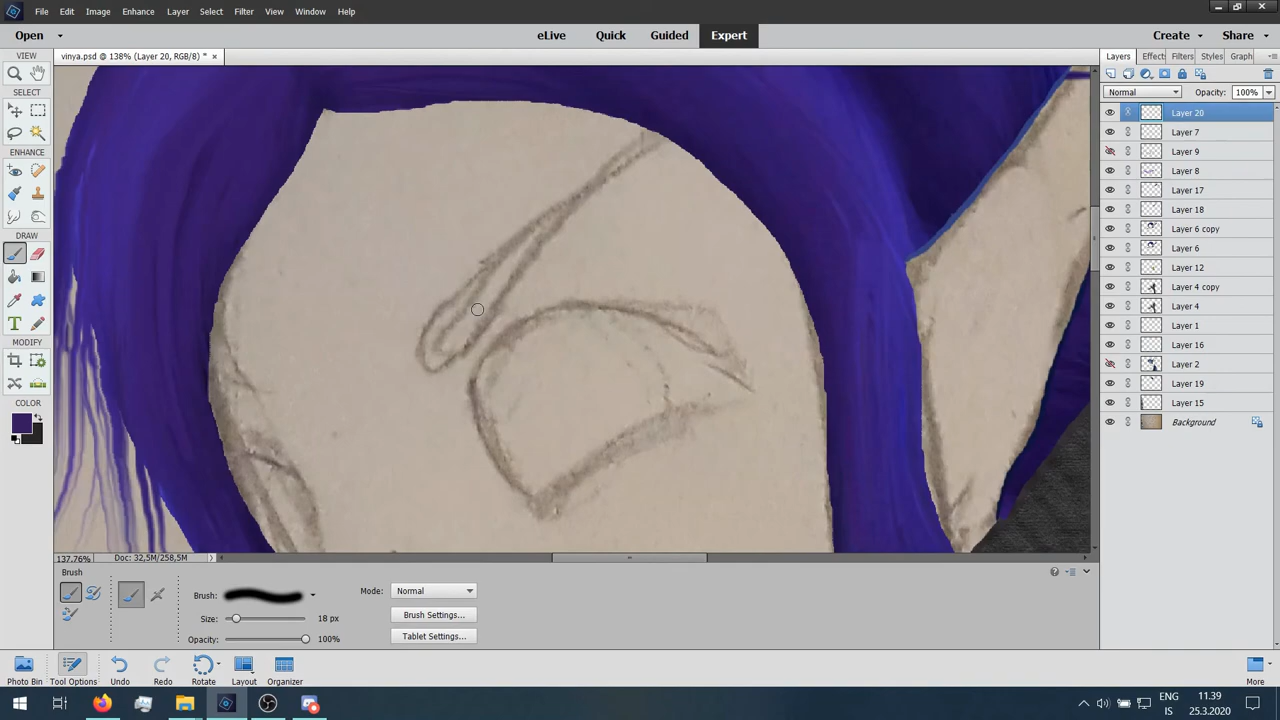 File Edit Image Enhance Layer Select Filter View Window Help
Open eLive Quick Guided Expert Create Share
VIEW vinya.psd @ 138% (Layer 20, RGB/8) * × Layers Effect Filters Styles Graph
SELECT
Normal Opacity: 100%
Layer 20
Layer 7
ENHANCE Layer 9
Layer 8
Layer 17
Layer 18
Layer 6 copy
DRAW Layer 6
Layer 12
Layer 4 copy
Layer 4
Layer 1
MODIFY Layer 16
Layer 2
Layer 19
COLOR Layer 15
Background
137,76% Doc: 32,5M/258,5M
Brush
Brush: Mode: Normal
Size: 18 px Brush Settings...
Opacity: 100% Tablet Settings...
Photo Bin Tool Options Undo Redo Rotate Layout Organizer More
ENG 11.39
IS 25.3.2020